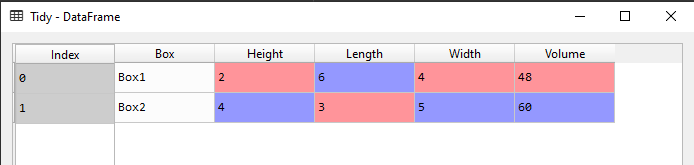 Tidy - DataFrame
Index Box Height Length Width Volume
0 Box1 2 6 4 48
1 Box2 4 3 5 60